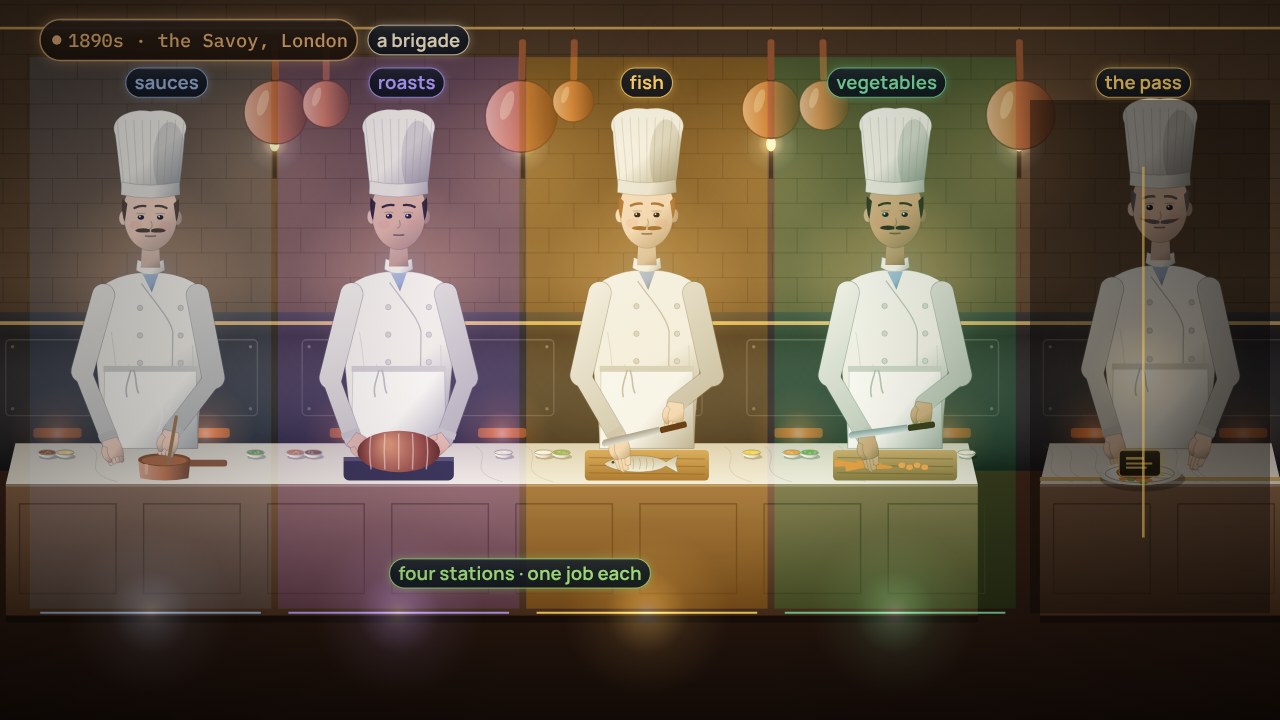 1890s · the Savoy, London
a brigade
sauces
roasts
fish
vegetables
the pass
four stations · one job each